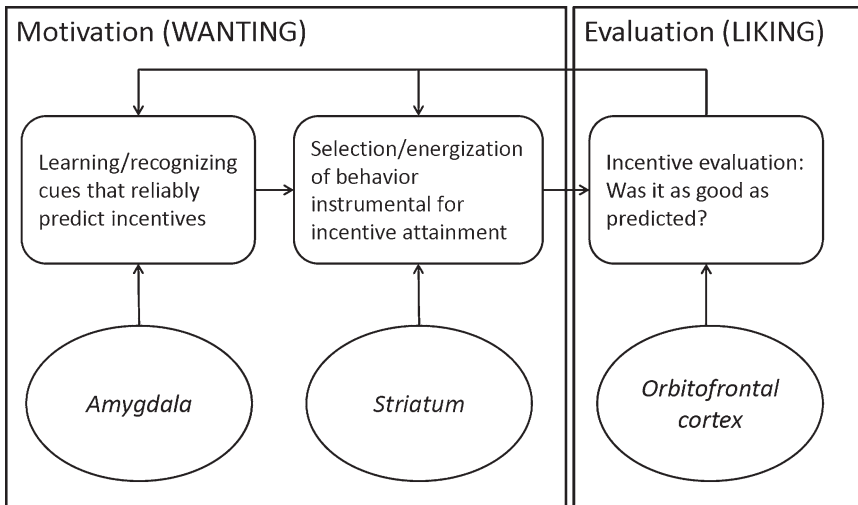 Motivation (WANTING)
Evaluation (LIKING)
Learning/recognizing
cues that reliably
predict incentives
Selection/energization
of behavior
instrumental for
incentive attainment
Incentive evaluation:
Was it as good as
predicted?
Amygdala
Striatum
Orbitofrontal
cortex